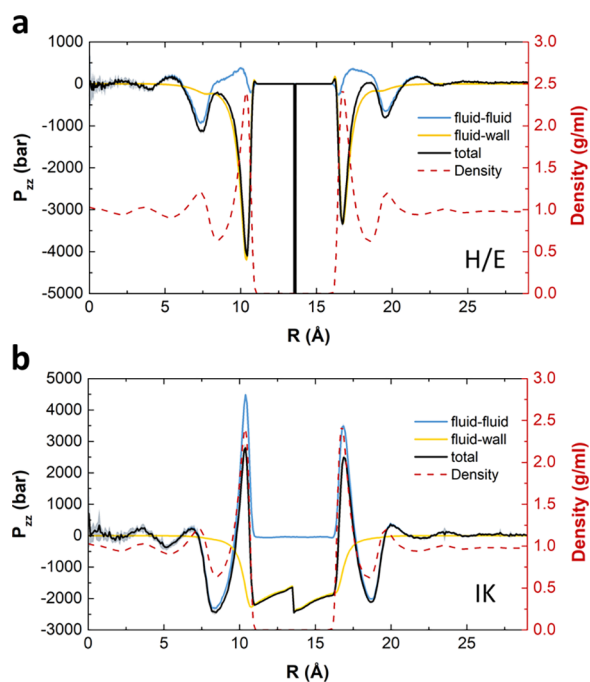 a
1000
0
-1000
-2000
-3000
-4000
-5000
P_zz (bar)
3.0
2.5
2.0
1.5
1.0
0.5
0.0
Density (g/ml)
fluid-fluid
fluid-wall
total
Density
H/E
0 5 10 15 20 25
R (Å)
b
5000
4000
3000
2000
1000
0
-1000
-2000
-3000
P_zz (bar)
3.0
2.5
2.0
1.5
1.0
0.5
0.0
Density (g/ml)
fluid-fluid
fluid-wall
total
Density
IK
0 5 10 15 20 25
R (Å)